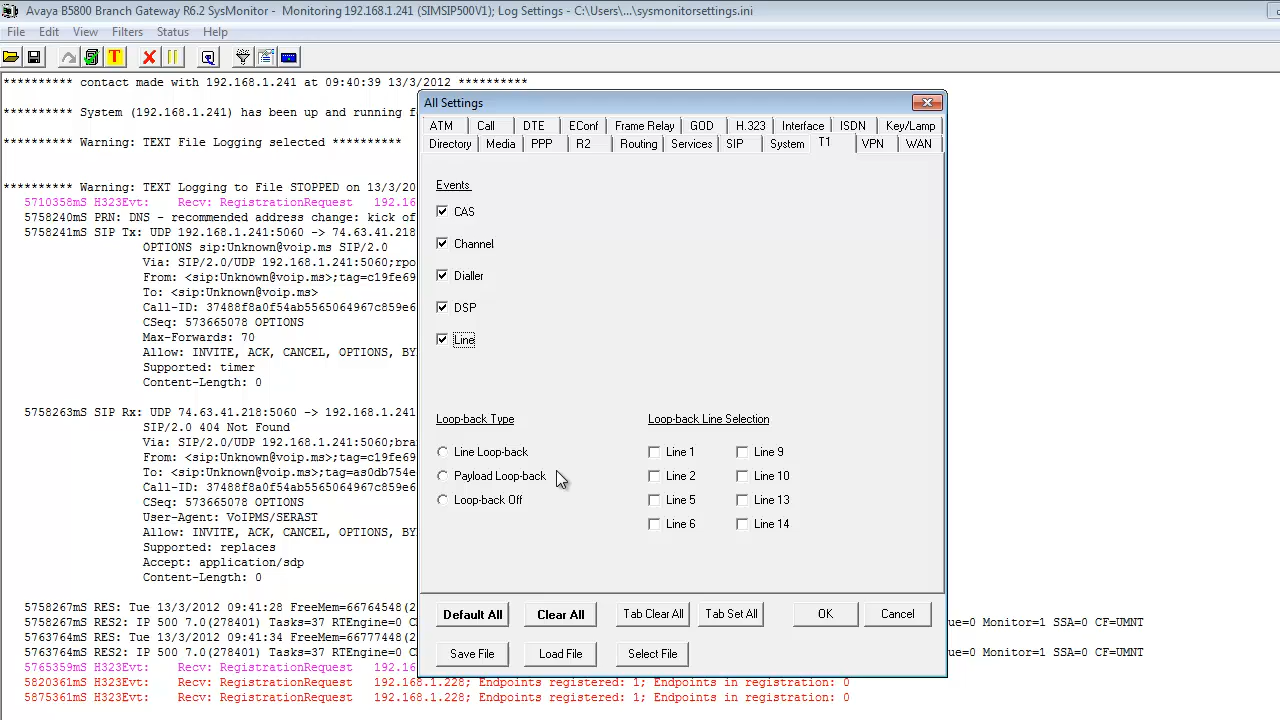 Avaya B5800 Branch Gateway R6.2 SysMonitor - Monitoring 192.168.1.241 (SIMSIP500V1); Log Settings - C:\Users\...\sysmonitorsettings.ini
File Edit View Filters Status Help
********** contact made with 192.168.1.241 at 09:40:39 13/3/2012 **********
********** System (192.168.1.241) has been up and running f
********** Warning: TEXT File Logging selected **********
********** Warning: TEXT Logging to File STOPPED on 13/3/20
5710358mS H323Evt: Recv: RegistrationRequest 192.16
5758240mS PRN: DNS - recommended address change: kick of
5758241mS SIP Tx: UDP 192.168.1.241:5060 -> 74.63.41.218
OPTIONS sip:Unknown@voip.ms SIP/2.0
Via: SIP/2.0/UDP 192.168.1.241:5060;rpo
From: <sip:Unknown@voip.ms>;tag=c19fe69
To: <sip:Unknown@voip.ms>
Call-ID: 37488f8a0f54ab5565064967c859e6
CSeq: 573665078 OPTIONS
Max-Forwards: 70
Allow: INVITE, ACK, CANCEL, OPTIONS, BY
Supported: timer
Content-Length: 0
5758263mS SIP Rx: UDP 74.63.41.218:5060 -> 192.168.1.241
SIP/2.0 404 Not Found
Via: SIP/2.0/UDP 192.168.1.241:5060;bra
From: <sip:Unknown@voip.ms>;tag=c19fe69
To: <sip:Unknown@voip.ms>;tag=as0db754e
Call-ID: 37488f8a0f54ab5565064967c859e6
CSeq: 573665078 OPTIONS
User-Agent: VoIPMS/SERAST
Allow: INVITE, ACK, CANCEL, OPTIONS, BY
Supported: replaces
Accept: application/sdp
Content-Length: 0
5758267mS RES: Tue 13/3/2012 09:41:28 FreeMem=66764548(2
5758267mS RES2: IP 500 7.0(278401) Tasks=37 RTEngine=0 C ue=0 Monitor=1 SSA=0 CF=UMNT
5763764mS RES: Tue 13/3/2012 09:41:34 FreeMem=66777448(2
5763764mS RES2: IP 500 7.0(278401) Tasks=37 RTEngine=0 C ue=0 Monitor=1 SSA=0 CF=UMNT
5765359mS H323Evt: Recv: RegistrationRequest 192.16 0
5820361mS H323Evt: Recv: RegistrationRequest 192.168.1.228; Endpoints registered: 1; Endpoints in registration: 0
5875361mS H323Evt: Recv: RegistrationRequest 192.168.1.228; Endpoints registered: 1; Endpoints in registration: 0
All Settings
ATM Call DTE EConf Frame Relay GOD H.323 Interface ISDN Key/Lamp
Directory Media PPP R2 Routing Services SIP System T1 VPN WAN
Events
CAS
Channel
Dialler
DSP
Line
Loop-back Type
Line Loop-back
Payload Loop-back
Loop-back Off
Loop-back Line Selection
Line 1 Line 9
Line 2 Line 10
Line 5 Line 13
Line 6 Line 14
Default All Clear All Tab Clear All Tab Set All OK Cancel
Save File Load File Select File